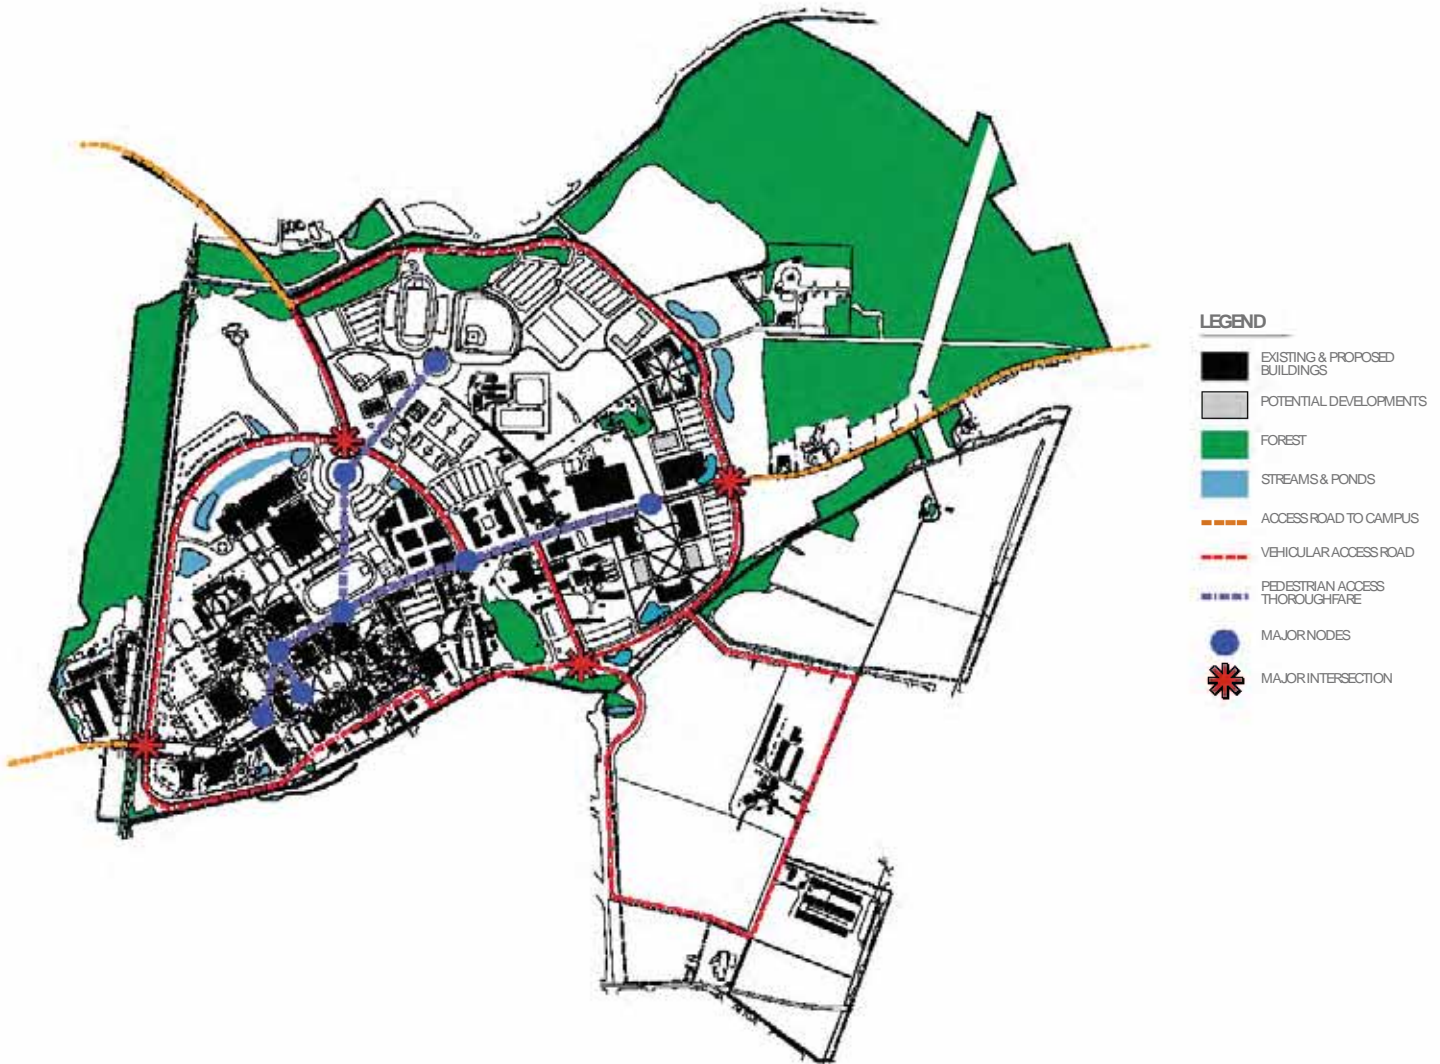 LEGEND
EXISTING & PROPOSED
BUILDINGS
POTENTIAL DEVELOPMENTS
FOREST
STREAMS & PONDS
ACCESS ROAD TO CAMPUS
VEHICULAR ACCESS ROAD
PEDESTRIAN ACCESS
THOROUGHFARE
MAJOR NODES
MAJOR INTERSECTION